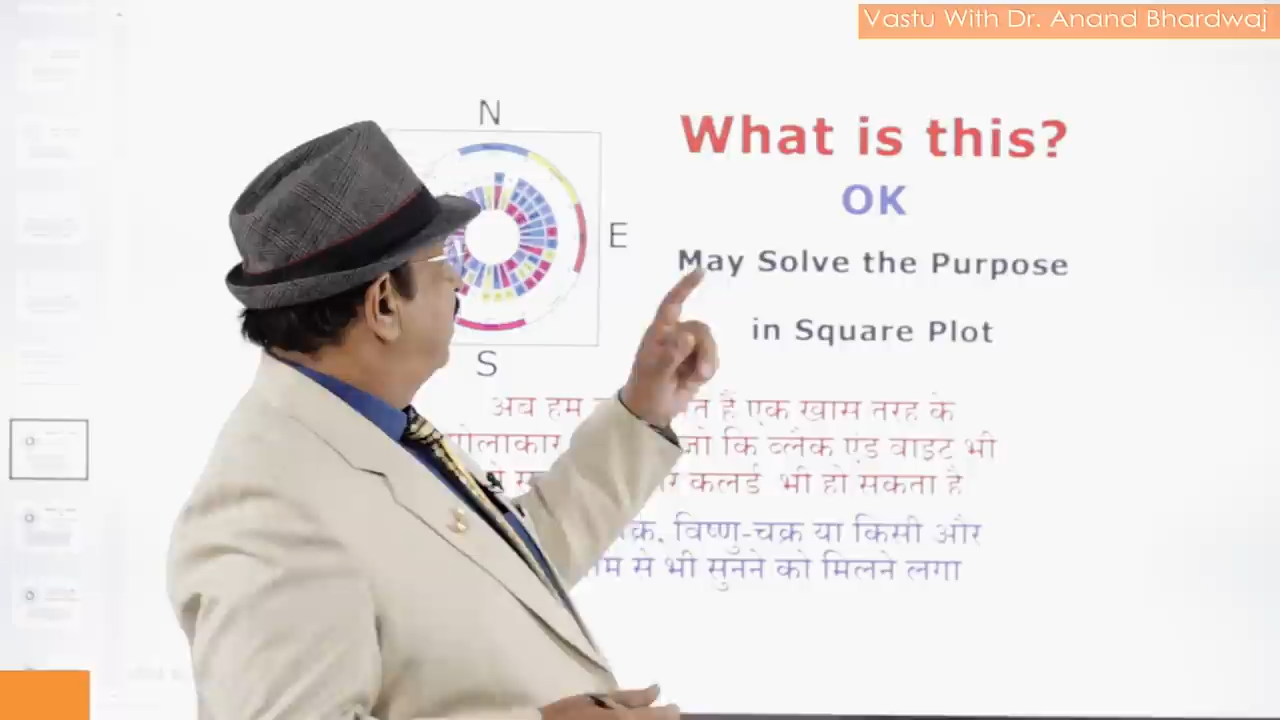 Vastu With Dr. Anand Bhardwaj
N
What is this?
OK
E
May Solve the Purpose
in Square Plot
S
अब हम हैं एक खास तरह के
गोलाकार जो कि ब्लैक एंड वाइट भी
कलर्ड भी हो सकता है
विष्णु-चक्र या किसी और
से भी सुनने को मिलने लगा